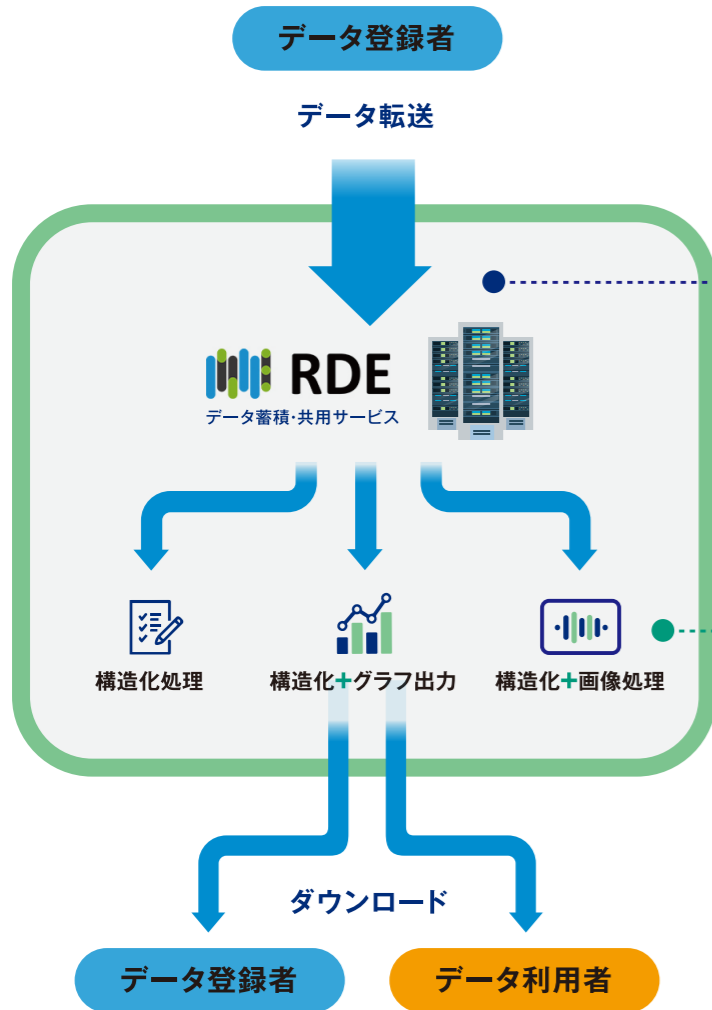 データ登録者
データ転送
RDE
データ蓄積・共用サービス
構造化処理
構造化+グラフ出力
構造化+画像処理
ダウンロード
データ登録者
データ利用者